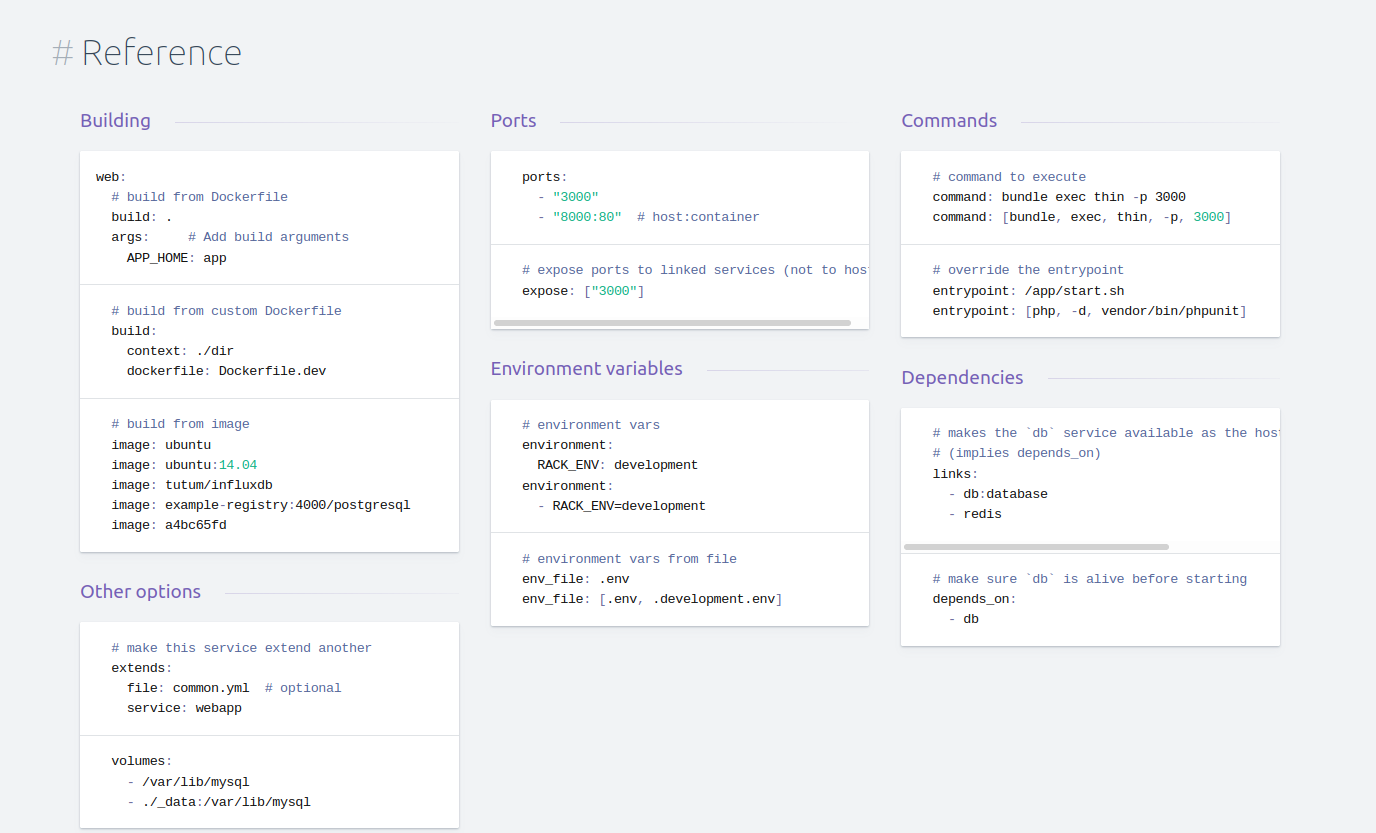 # Reference
Building
web:
  # build from Dockerfile
  build: .
  args:     # Add build arguments
    APP_HOME: app
  # build from custom Dockerfile
  build:
    context: ./dir
    dockerfile: Dockerfile.dev
  # build from image
  image: ubuntu
  image: ubuntu:14.04
  image: tutum/influxdb
  image: example-registry:4000/postgresql
  image: a4bc65fd
Other options
  # make this service extend another
  extends:
    file: common.yml  # optional
    service: webapp
  volumes:
    - /var/lib/mysql
    - ./_data:/var/lib/mysql
Ports
  ports:
    - "3000"
    - "8000:80"  # host:container
  # expose ports to linked services (not to hos
  expose: ["3000"]
Environment variables
  # environment vars
  environment:
    RACK_ENV: development
  environment:
    - RACK_ENV=development
  # environment vars from file
  env_file: .env
  env_file: [.env, .development.env]
Commands
  # command to execute
  command: bundle exec thin -p 3000
  command: [bundle, exec, thin, -p, 3000]
  # override the entrypoint
  entrypoint: /app/start.sh
  entrypoint: [php, -d, vendor/bin/phpunit]
Dependencies
  # makes the `db` service available as the hos
  # (implies depends_on)
  links:
    - db:database
    - redis
  # make sure `db` is alive before starting
  depends_on:
    - db